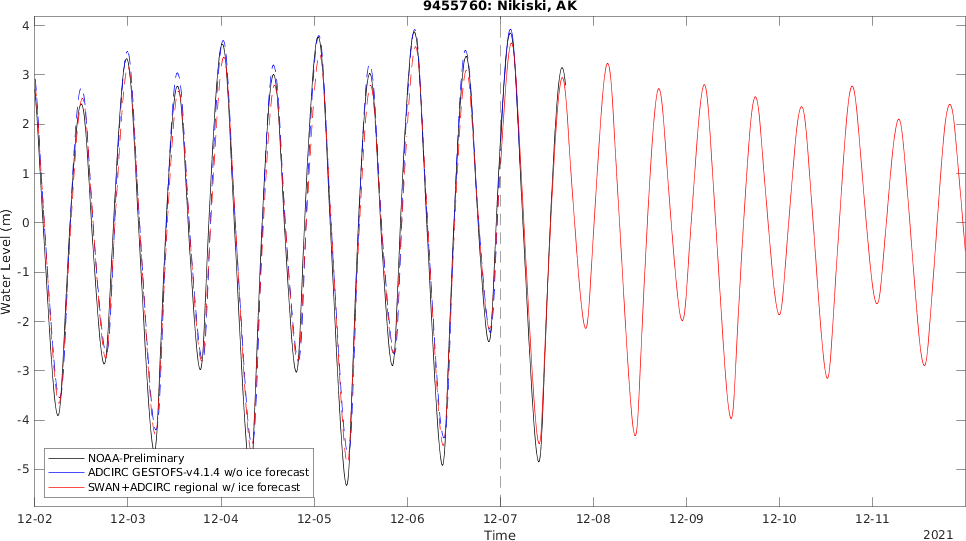 9455760: Nikiski, AK
4
3
2
1
0
-1
-2
-3
-4
-5
Water Level (m)
NOAA-Preliminary
ADCIRC GESTOFS-v4.1.4 w/o ice forecast
SWAN+ADCIRC regional w/ ice forecast
12-02 12-03 12-04 12-05 12-06 12-07 12-08 12-09 12-10 12-11
Time
2021